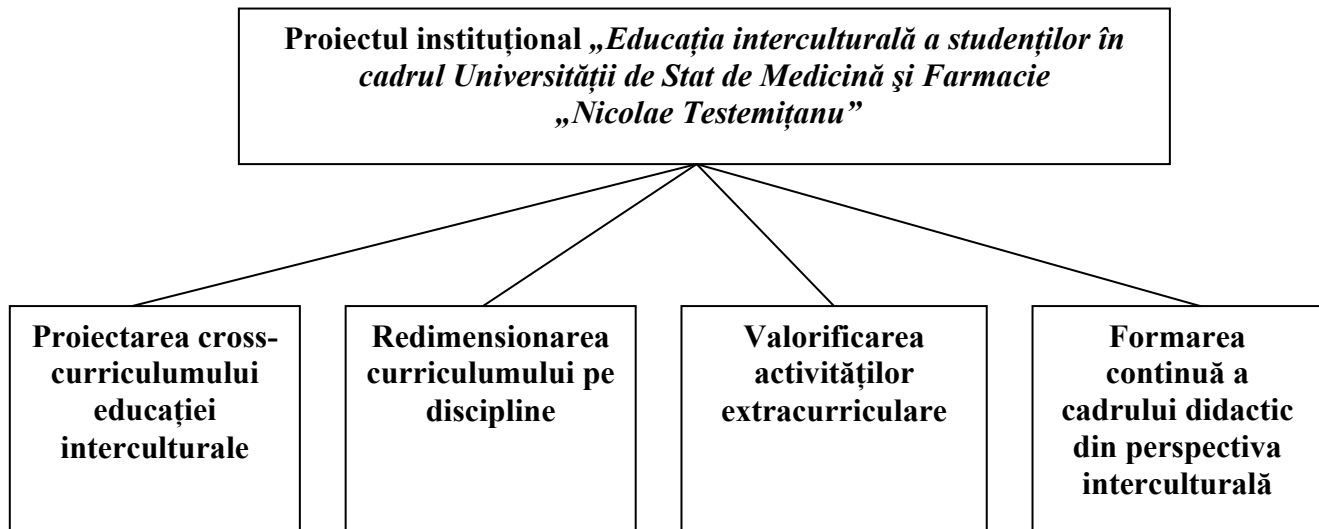 Proiectul instituțional „Educația interculturală a studenților în
cadrul Universității de Stat de Medicină şi Farmacie
„Nicolae Testemițanu”
Proiectarea cross-
curriculumului
educației
interculturale
Redimensionarea
curriculumului pe
discipline
Valorificarea
activităților
extracurriculare
Formarea
continuă a
cadrului didactic
din perspectiva
interculturală